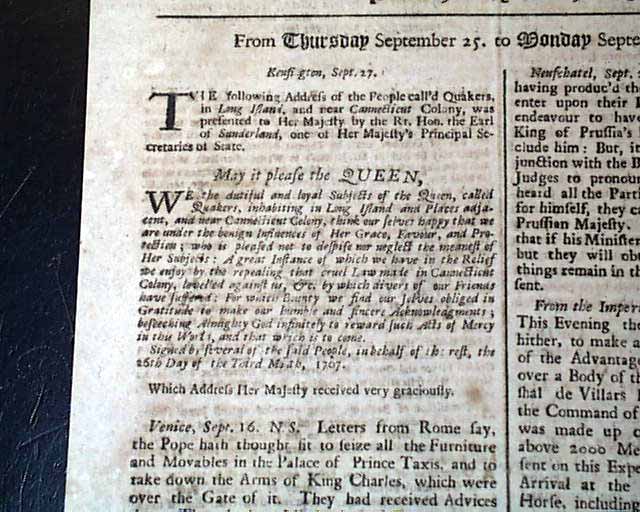 From Thursday September 25. to Monday Septe
Kensington, Sept. 27.
THE following Address of the People call'd Quakers,
in Long Island, and near Cannecticut Colony, was
presented to Her Majesty by the Rt. Hon. the Earl
of Sunderland, one of Her Majesty's Principal Se-
cretaries of State.
May it please the QUEEN,
WE the dutiful and loyal Subjects of the Queen, called
Quakers, inhabiting in Long Island and Places adja-
cent, and near Cannecticut Colony, think our selves happy that we
are under the benign Influences of Her Grace, Favour, and Pro-
tection; who is pleased not to despise nor neglect the meanest of
Her Subjects: A great Instance of which we have in the Relief
we enjoy by the repealing that cruel Law made in Cannecticut
Colony, levelled against us, &c. by which divers of our Friends
have suffered: For which Bounty we find our selves obliged in
Gratitude to make our humble and sincere Acknowledgments;
beseeching Almighty God infinitely to reward such Acts of Mercy
in this World, and that which is to come.
Signed by several of the said People, in behalf of the rest, the
26th Day of the Third Month, 1707.
Which Address Her Majesty received very graciously.
Venice, Sept. 16. N. S. Letters from Rome say,
the Pope hath thought fit to seize all the Furniture
and Movables in the Palace of Prince Taxis, and to
take down the Arms of King Charles, which were
over the Gate of it. They had received Advices
Neufchatel, Sept.
having produc'd the
enter upon their
endeavour to have
King of Prussia's
clude him: But, it
junction with the B
Judges to pronoun
heard all the Parti
for himself, they c
Prussian Majesty.
that if his Minister
but they will ob
things remain in t
sent.
From the Imperi
This Evening th
hither, to make a
of the Advantage
over a Body of th
shal de Villars
the Command of
was made up
above 2000 Me
sent on this Expe
Arrival at the
Horse, including